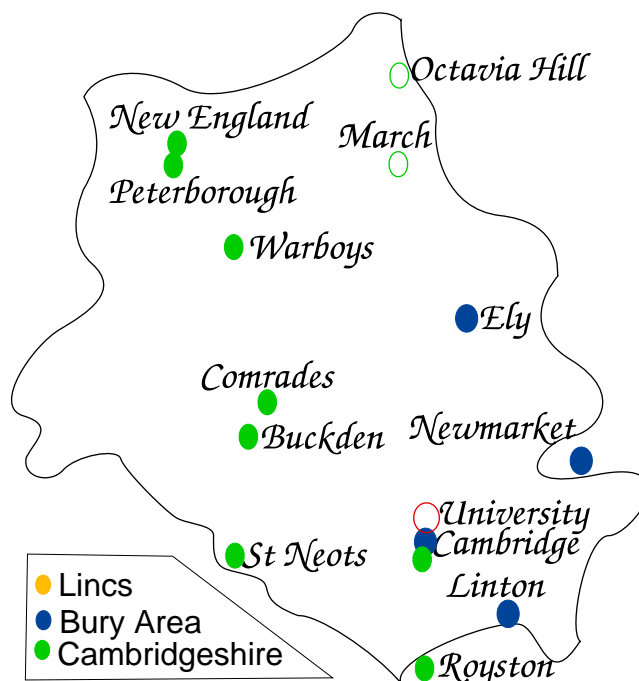 Octavia Hill
New England
March
Peterborough
Warboys
Ely
Comrades
Newmarket
Buckden
University
Cambridge
St Neots
Linton
Royston
Lincs
Bury Area
Cambridgeshire